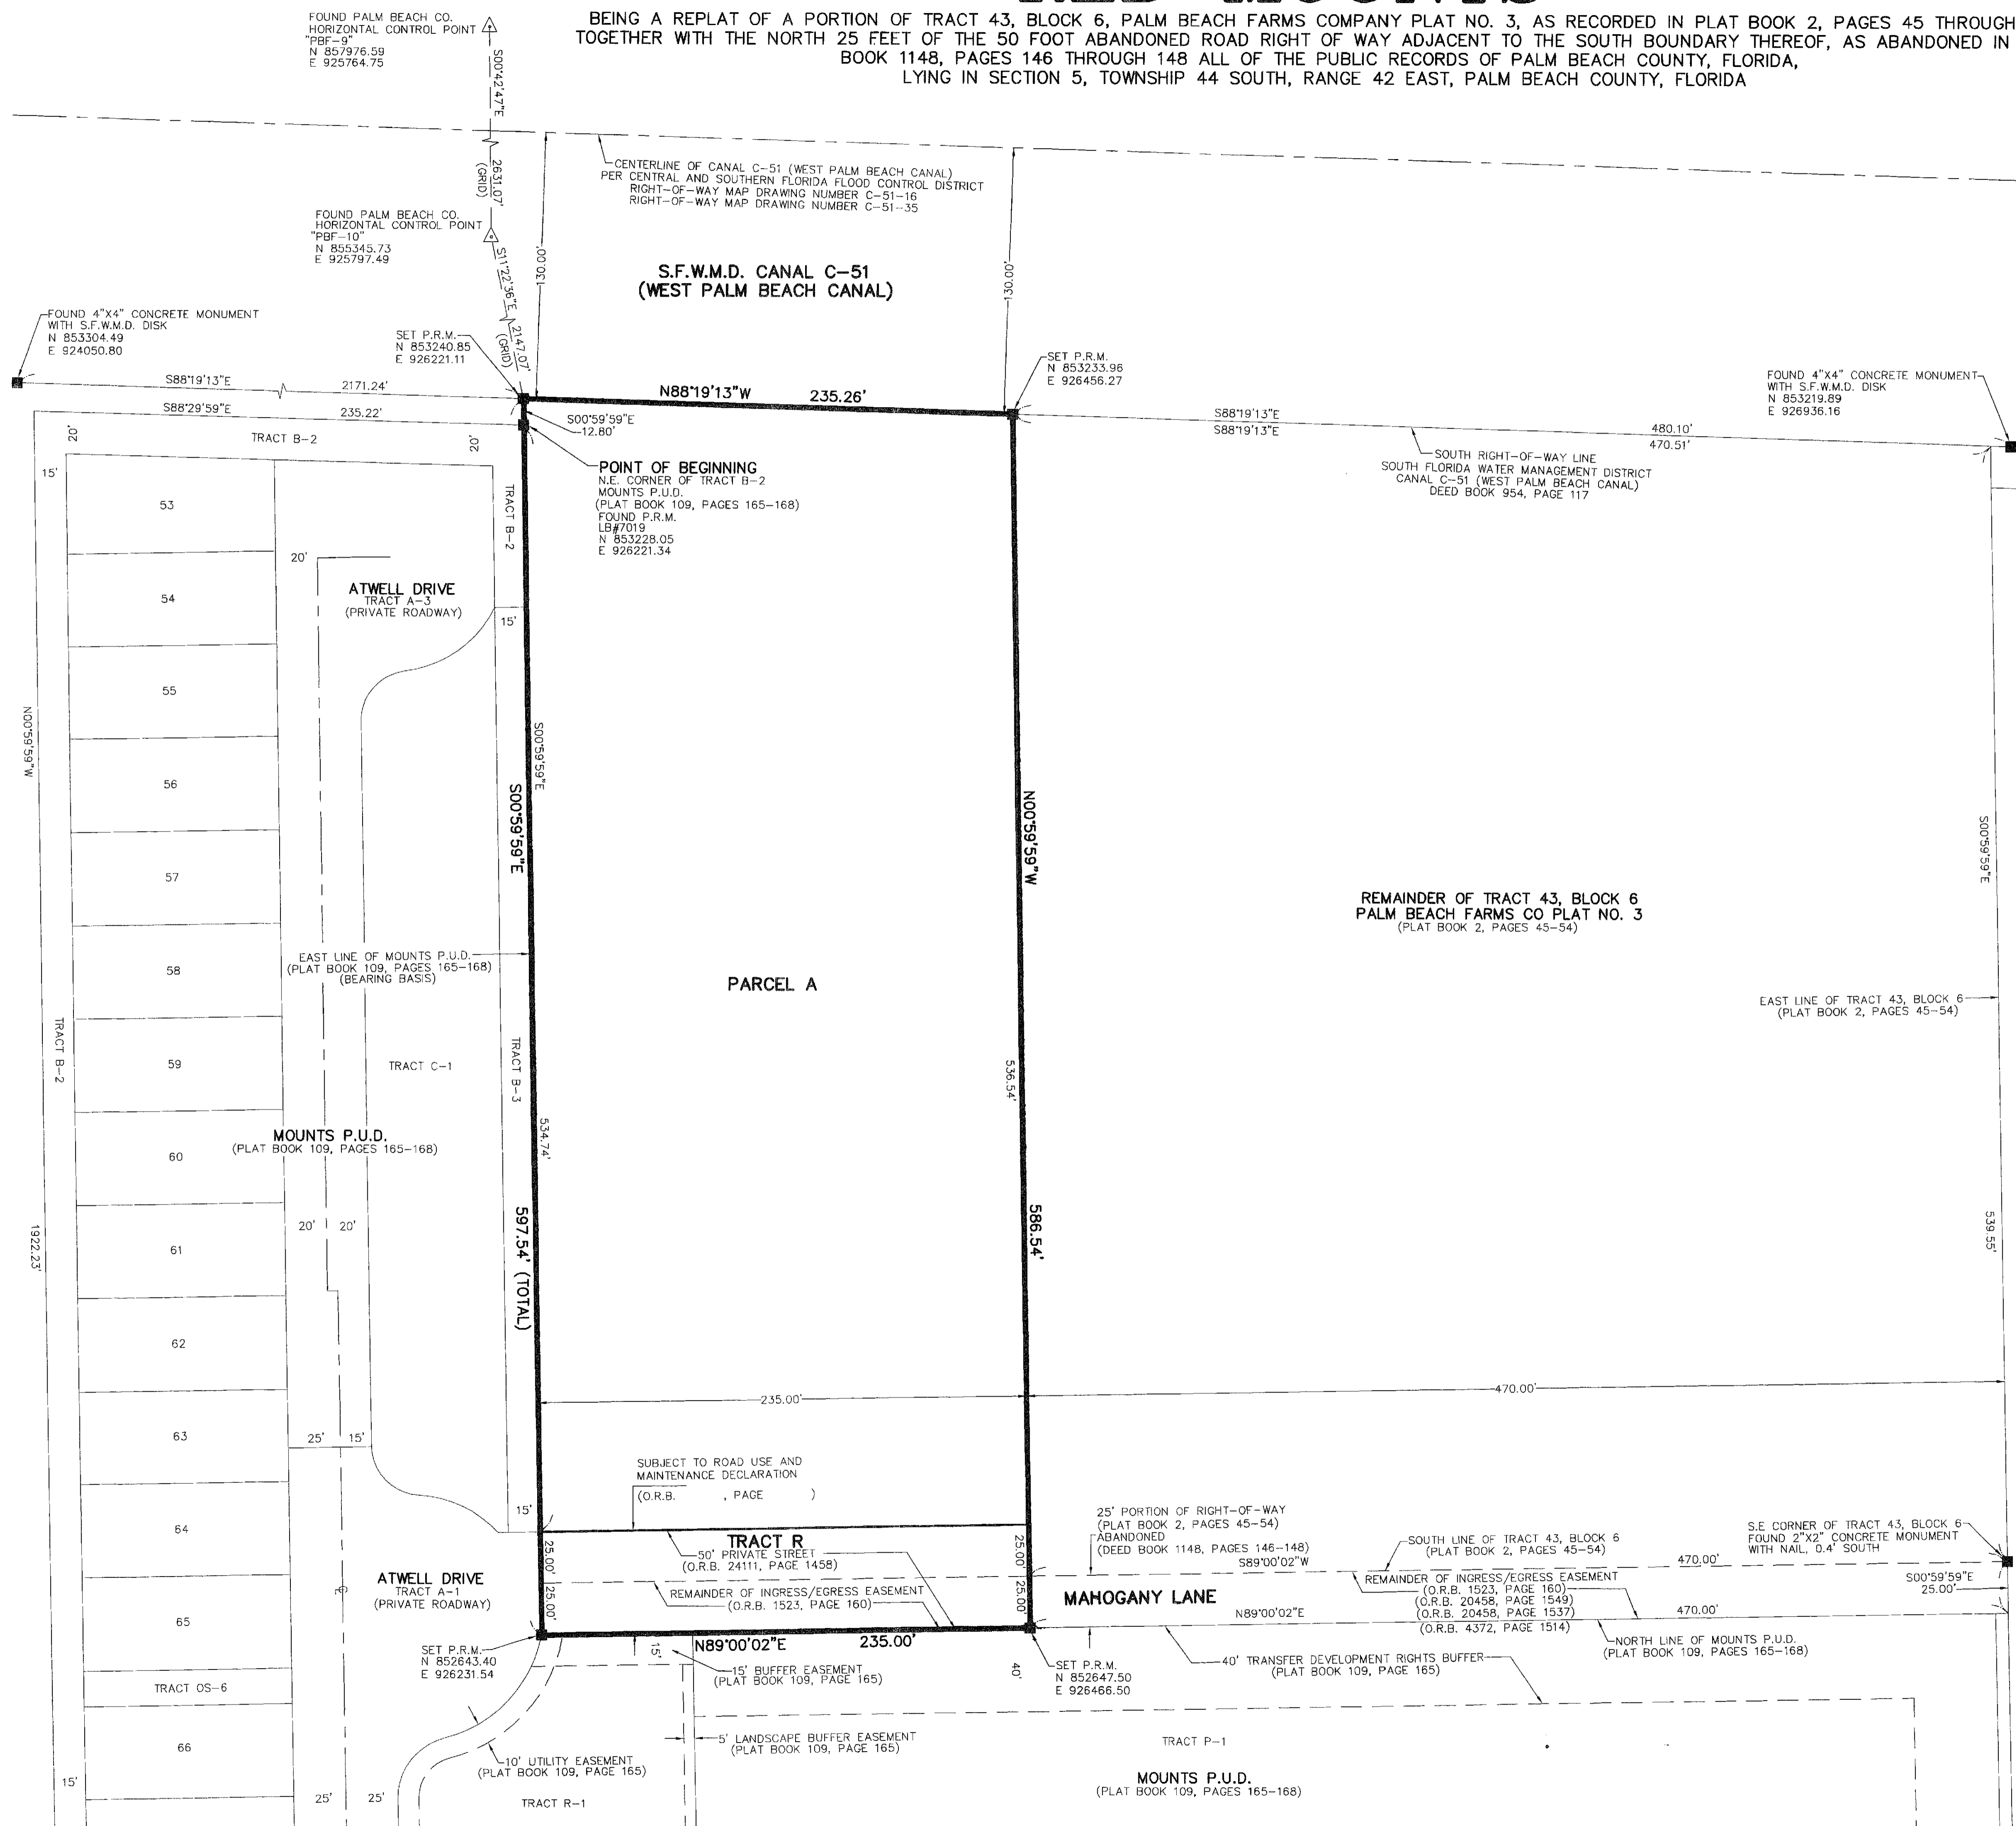 BEING A REPLAT OF A PORTION OF TRACT 43, BLOCK 6, PALM BEACH FARMS COMPANY PLAT NO. 3, AS RECORDED IN PLAT BOOK 2, PAGES 45 THROUGH
TOGETHER WITH THE NORTH 25 FEET OF THE 50 FOOT ABANDONED ROAD RIGHT OF WAY ADJACENT TO THE SOUTH BOUNDARY THEREOF, AS ABANDONED IN
BOOK 1148, PAGES 146 THROUGH 148 ALL OF THE PUBLIC RECORDS OF PALM BEACH COUNTY, FLORIDA,
LYING IN SECTION 5, TOWNSHIP 44 SOUTH, RANGE 42 EAST, PALM BEACH COUNTY, FLORIDA
FOUND PALM BEACH CO.
HORIZONTAL CONTROL POINT
"PBF-9"
N 857976.59
E 925764.75
S00°42'47"E
2631.07'
(GRID)
CENTERLINE OF CANAL C-51 (WEST PALM BEACH CANAL)
PER CENTRAL AND SOUTHERN FLORIDA FLOOD CONTROL DISTRICT
RIGHT-OF-WAY MAP DRAWING NUMBER C-51-16
RIGHT-OF-WAY MAP DRAWING NUMBER C-51-35
FOUND PALM BEACH CO.
HORIZONTAL CONTROL POINT
"PBF-10"
N 855345.73
E 925797.49
S11°22'36"E
2147.07'
(GRID)
130.00'
130.00'
S.F.W.M.D. CANAL C-51
(WEST PALM BEACH CANAL)
FOUND 4"X4" CONCRETE MONUMENT
WITH S.F.W.M.D. DISK
N 853304.49
E 924050.80
SET P.R.M.
N 853240.85
E 926221.11
SET P.R.M.
N 853233.96
E 926456.27
FOUND 4"X4" CONCRETE MONUMENT
WITH S.F.W.M.D. DISK
N 853219.89
E 926936.16
S88°19'13"E 2171.24'
N88°19'13"W 235.26'
S88°19'13"E 480.10'
S88°19'13"E 470.51'
S88°29'59"E 235.22'
S00°59'59"E
12.80'
20'
TRACT B-2
20'
15'
SOUTH RIGHT-OF-WAY LINE
SOUTH FLORIDA WATER MANAGEMENT DISTRICT
CANAL C-51 (WEST PALM BEACH CANAL)
DEED BOOK 954, PAGE 117
POINT OF BEGINNING
N.E. CORNER OF TRACT B-2
MOUNTS P.U.D.
(PLAT BOOK 109, PAGES 165-168)
FOUND P.R.M.
LB#7019
N 853228.05
E 926221.34
TRACT B-2
53
20'
54
ATWELL DRIVE
TRACT A-3
(PRIVATE ROADWAY)
15'
55
N00°59'59"W
S00°59'59"E
56
S00°59'59"E
N00°59'59"W
S00°59'59"E
57
REMAINDER OF TRACT 43, BLOCK 6
PALM BEACH FARMS CO PLAT NO. 3
(PLAT BOOK 2, PAGES 45-54)
58
EAST LINE OF MOUNTS P.U.D.
(PLAT BOOK 109, PAGES 165-168)
(BEARING BASIS)
PARCEL A
EAST LINE OF TRACT 43, BLOCK 6
(PLAT BOOK 2, PAGES 45-54)
TRACT B-2
59
TRACT C-1
TRACT B-3
536.54'
534.74'
MOUNTS P.U.D.
(PLAT BOOK 109, PAGES 165-168)
60
20' 20'
1922.23'
61
597.54' (TOTAL)
586.54'
539.55'
62
235.00'
470.00'
63
25' 15'
SUBJECT TO ROAD USE AND
MAINTENANCE DECLARATION
(O.R.B. , PAGE )
15'
64
TRACT R
50' PRIVATE STREET
(O.R.B. 24111, PAGE 1458)
25.00'
25.00'
25.00'
25.00'
25' PORTION OF RIGHT-OF-WAY
(PLAT BOOK 2, PAGES 45-54)
ABANDONED
(DEED BOOK 1148, PAGES 146-148)
SOUTH LINE OF TRACT 43, BLOCK 6
(PLAT BOOK 2, PAGES 45-54)
S.E CORNER OF TRACT 43, BLOCK 6
FOUND 2"X2" CONCRETE MONUMENT
WITH NAIL, 0.4' SOUTH
S89°00'02"W 470.00'
ATWELL DRIVE
TRACT A-1
(PRIVATE ROADWAY)
REMAINDER OF INGRESS/EGRESS EASEMENT
(O.R.B. 1523, PAGE 160)
MAHOGANY LANE
REMAINDER OF INGRESS/EGRESS EASEMENT
(O.R.B. 1523, PAGE 160)
(O.R.B. 20458, PAGE 1549)
(O.R.B. 20458, PAGE 1537)
(O.R.B. 4372, PAGE 1514)
S00°59'59"E
25.00'
65
N89°00'02"E 470.00'
N89°00'02"E 235.00'
SET P.R.M.
N 852643.40
E 926231.54
15'
15' BUFFER EASEMENT
(PLAT BOOK 109, PAGE 165)
40'
SET P.R.M.
N 852647.50
E 926466.50
40' TRANSFER DEVELOPMENT RIGHTS BUFFER
(PLAT BOOK 109, PAGE 165)
NORTH LINE OF MOUNTS P.U.D.
(PLAT BOOK 109, PAGES 165-168)
TRACT OS-6
66
5' LANDSCAPE BUFFER EASEMENT
(PLAT BOOK 109, PAGE 165)
TRACT P-1
10' UTILITY EASEMENT
(PLAT BOOK 109, PAGE 165)
15'
25' 25'
TRACT R-1
MOUNTS P.U.D.
(PLAT BOOK 109, PAGES 165-168)